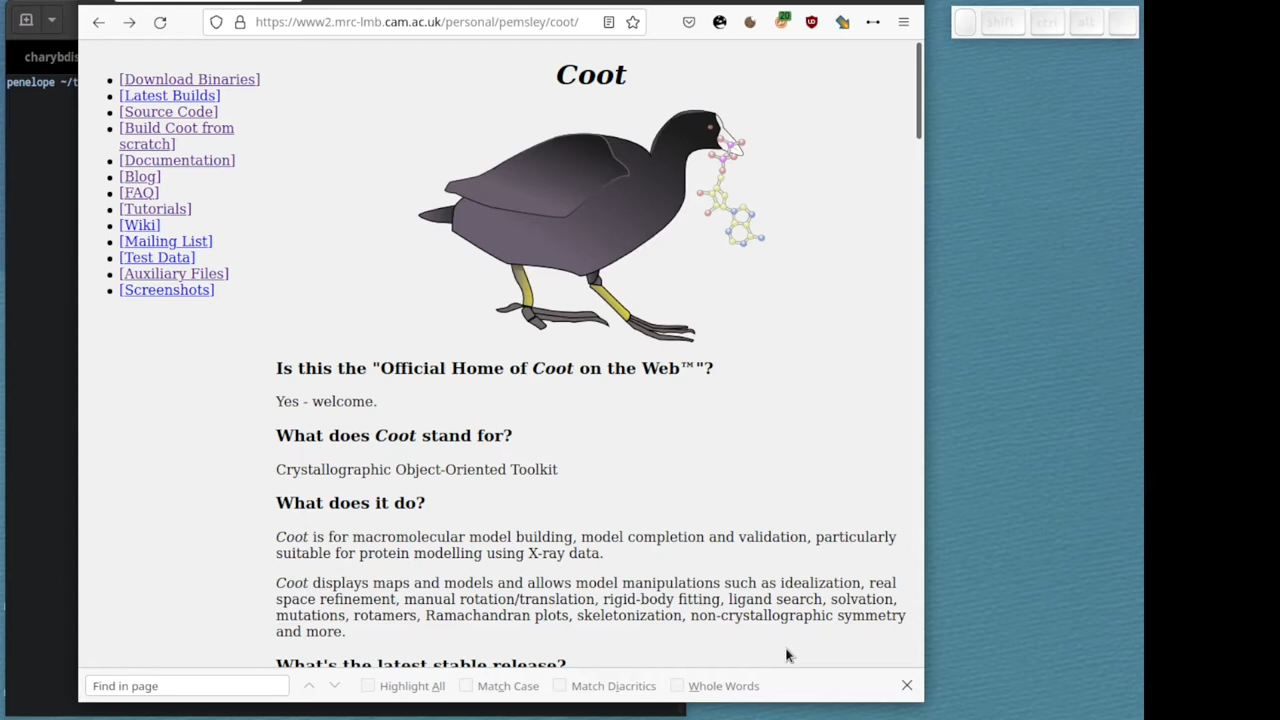 https://www2.mrc-lmb.cam.ac.uk/personal/pemsley/coot/
20
shift ctrl alt
charybdis
penelope ~/t
[Download Binaries]
[Latest Builds]
[Source Code]
[Build Coot from
scratch]
[Documentation]
[Blog]
[FAQ]
[Tutorials]
[Wiki]
[Mailing List]
[Test Data]
[Auxiliary Files]
[Screenshots]
Coot
Is this the "Official Home of Coot on the Web™"?
Yes - welcome.
What does Coot stand for?
Crystallographic Object-Oriented Toolkit
What does it do?
Coot is for macromolecular model building, model completion and validation, particularly
suitable for protein modelling using X-ray data.
Coot displays maps and models and allows model manipulations such as idealization, real
space refinement, manual rotation/translation, rigid-body fitting, ligand search, solvation,
mutations, rotamers, Ramachandran plots, skeletonization, non-crystallographic symmetry
and more.
What's the latest stable release?
Find in page
Highlight All
Match Case
Match Diacritics
Whole Words